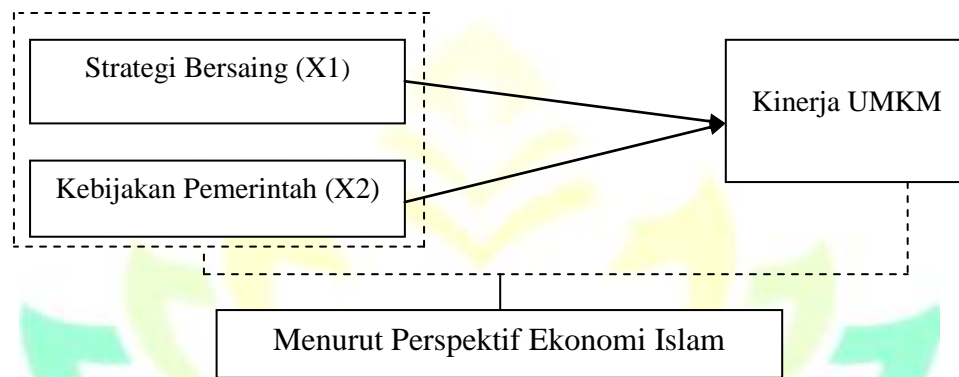 Strategi Bersaing (X1)
Kinerja UMKM
Kebijakan Pemerintah (X2)
Menurut Perspektif Ekonomi Islam